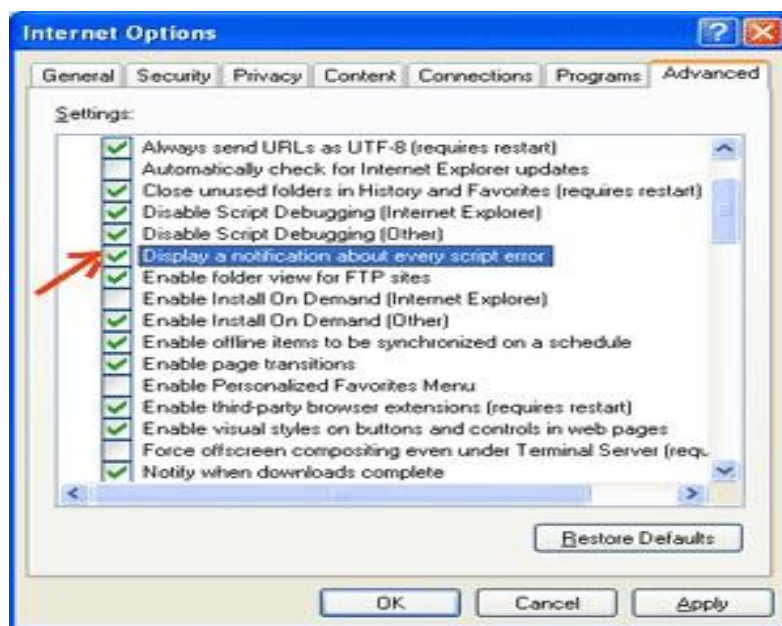 Internet Options
General Security Privacy Content Connections Programs Advanced
Settings:
Always send URLs as UTF-8 (requires restart)
Automatically check for Internet Explorer updates
Close unused folders in History and Favorites (requires restart)
Disable Script Debugging (Internet Explorer)
Disable Script Debugging (Other)
Display a notification about every script error
Enable folder view for FTP sites
Enable Install On Demand (Internet Explorer)
Enable Install On Demand (Other)
Enable offline items to be synchronized on a schedule
Enable page transitions
Enable Personalized Favorites Menu
Enable third-party browser extensions (requires restart)
Enable visual styles on buttons and controls in web pages
Force offscreen compositing even under Terminal Server (requ
Notify when downloads complete
Restore Defaults
OK Cancel Apply